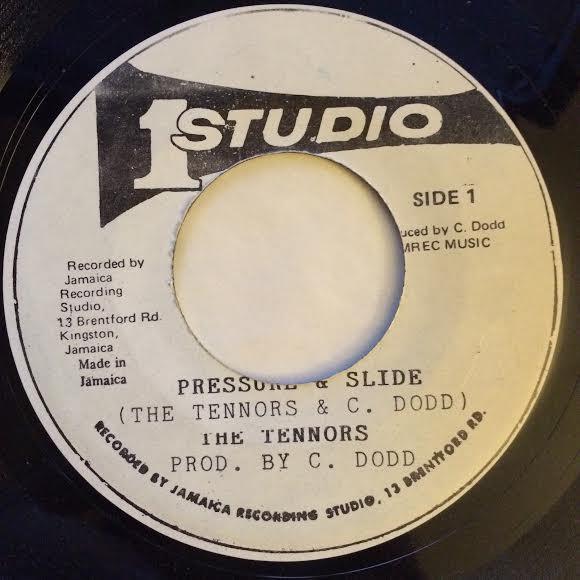 1 STUDIO
SIDE 1
uced by C. Dodd
MREC MUSIC
Recorded by
Jamaica
Recording
Studio,
13 Brentford Rd.
Kingston,
Jamaica
Made in
Jamaica
PRESSURE & SLIDE
(THE TENNORS & C. DODD)
THE TENNORS
PROD. BY C. DODD
RECORDED BY JAMAICA RECORDING STUDIO, 13 BRENTFORD RD.